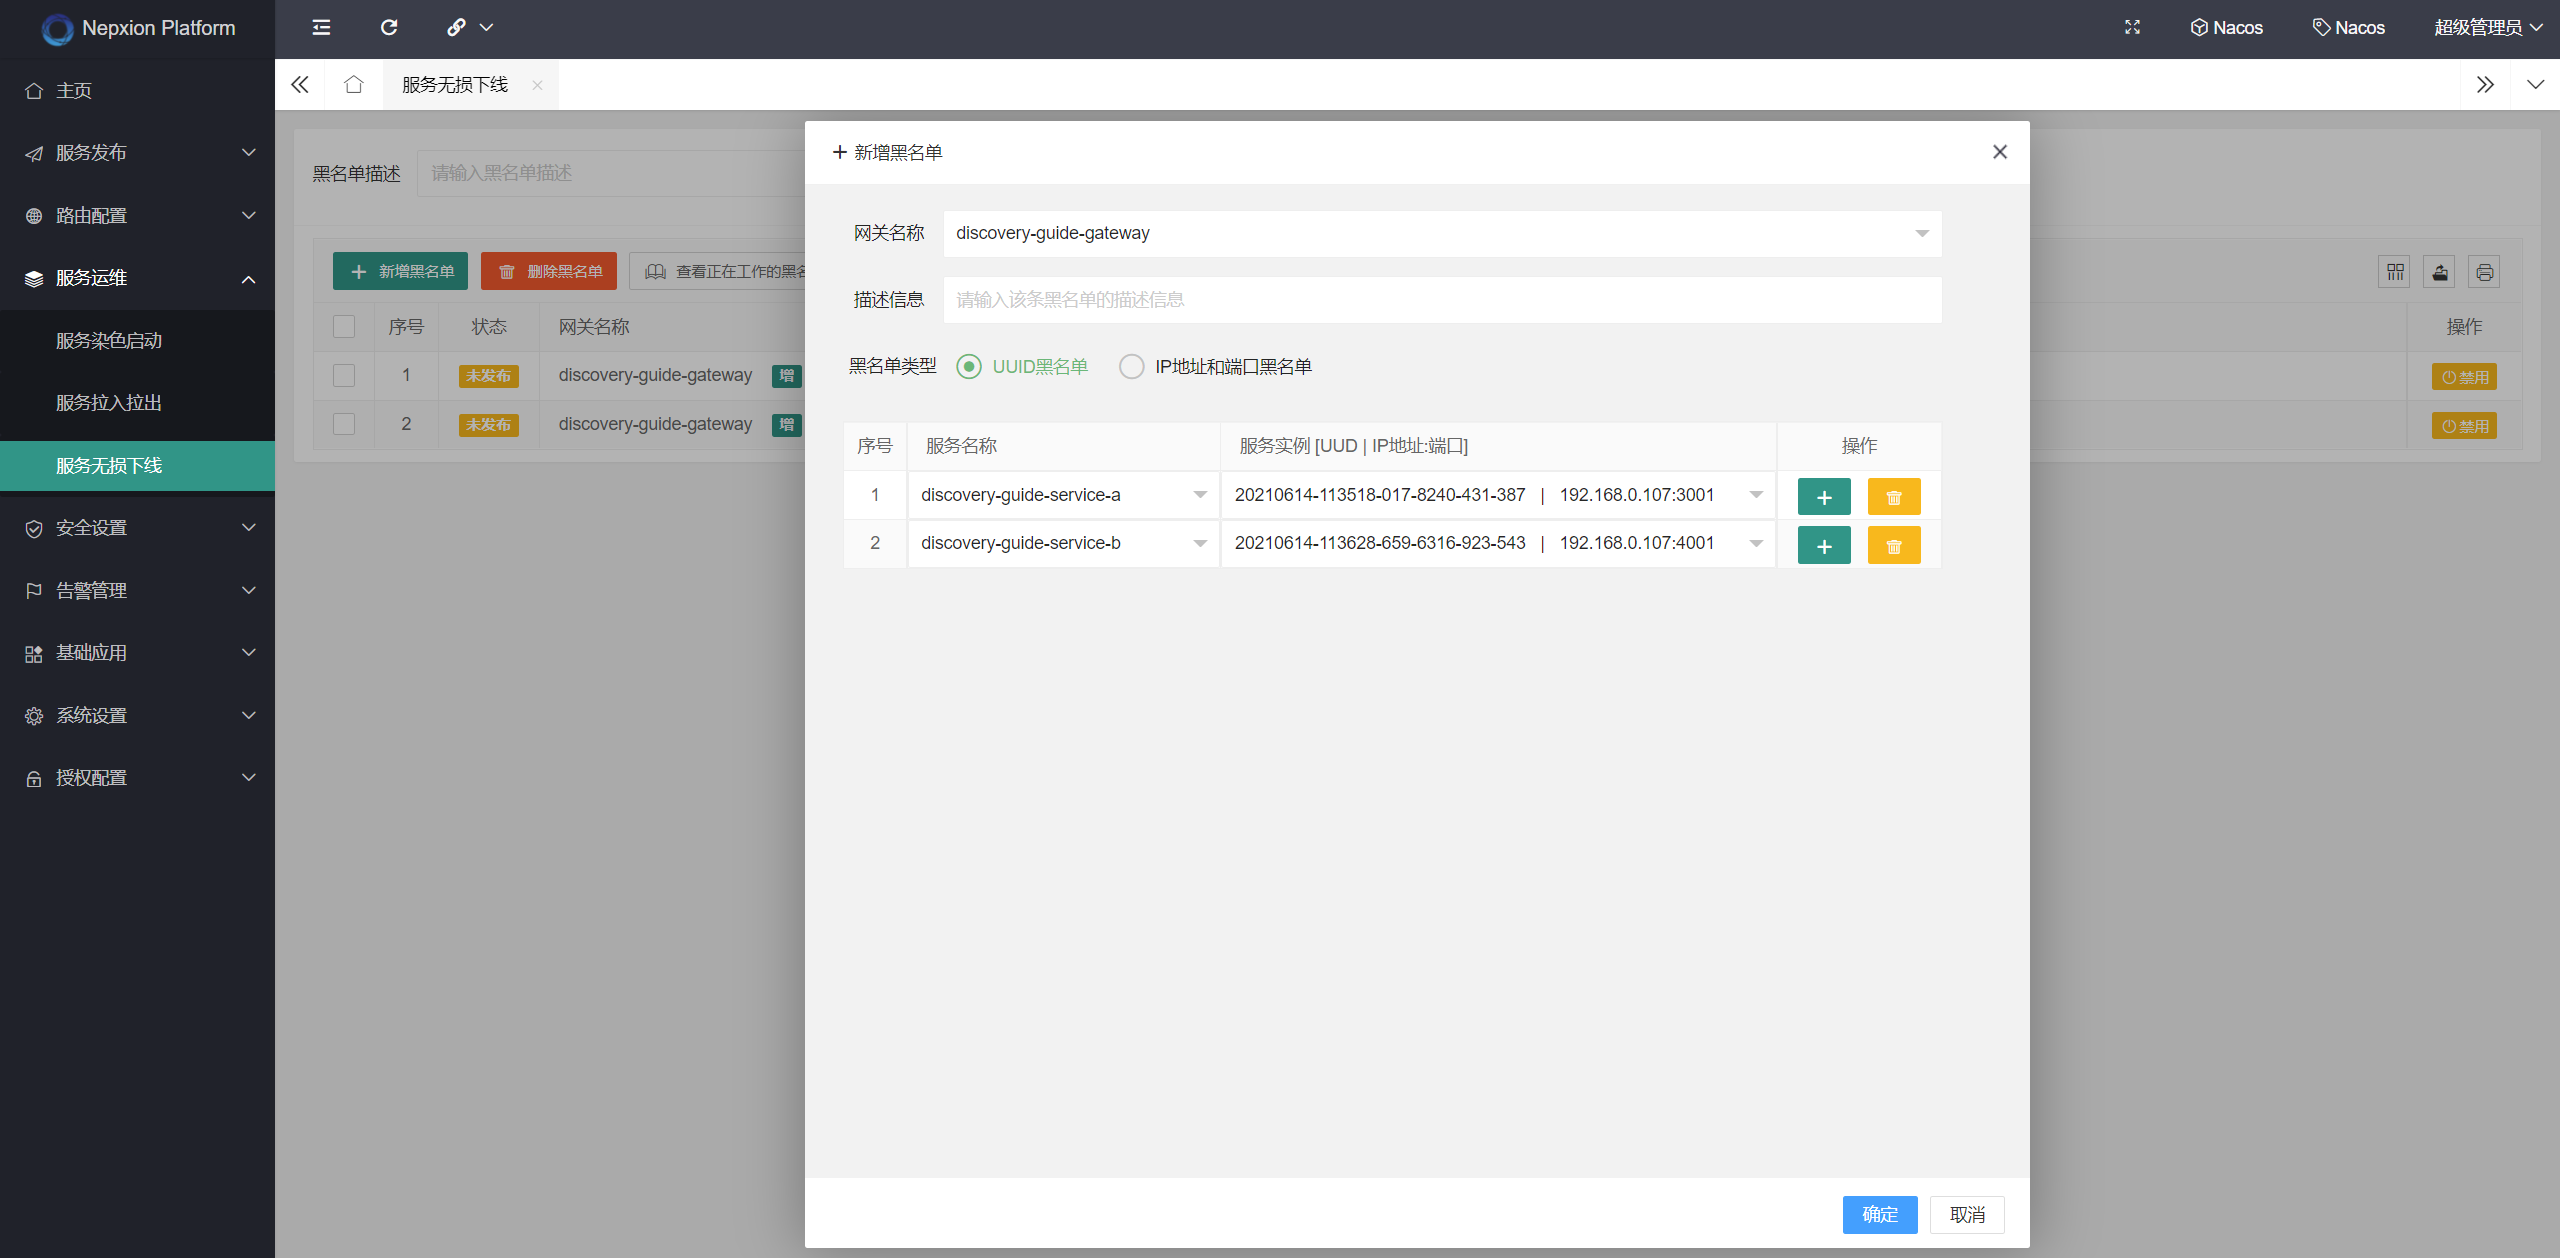 Nepxion Platform
Nacos
Nacos
超级管理员
主页
服务发布
路由配置
服务运维
服务染色启动
服务拉入拉出
服务无损下线
安全设置
告警管理
基础应用
系统设置
授权配置
服务无损下线
黑名单描述
请输入黑名单描述
新增黑名单
删除黑名单
查看正在工作的黑名
序号
状态
网关名称
操作
1
未发布
discovery-guide-gateway
增
禁用
2
未发布
discovery-guide-gateway
增
禁用
新增黑名单
网关名称
discovery-guide-gateway
描述信息
请输入该条黑名单的描述信息
黑名单类型
UUID黑名单
IP地址和端口黑名单
序号
服务名称
服务实例 [UUD | IP地址:端口]
操作
1
discovery-guide-service-a
20210614-113518-017-8240-431-387 | 192.168.0.107:3001
2
discovery-guide-service-b
20210614-113628-659-6316-923-543 | 192.168.0.107:4001
确定
取消